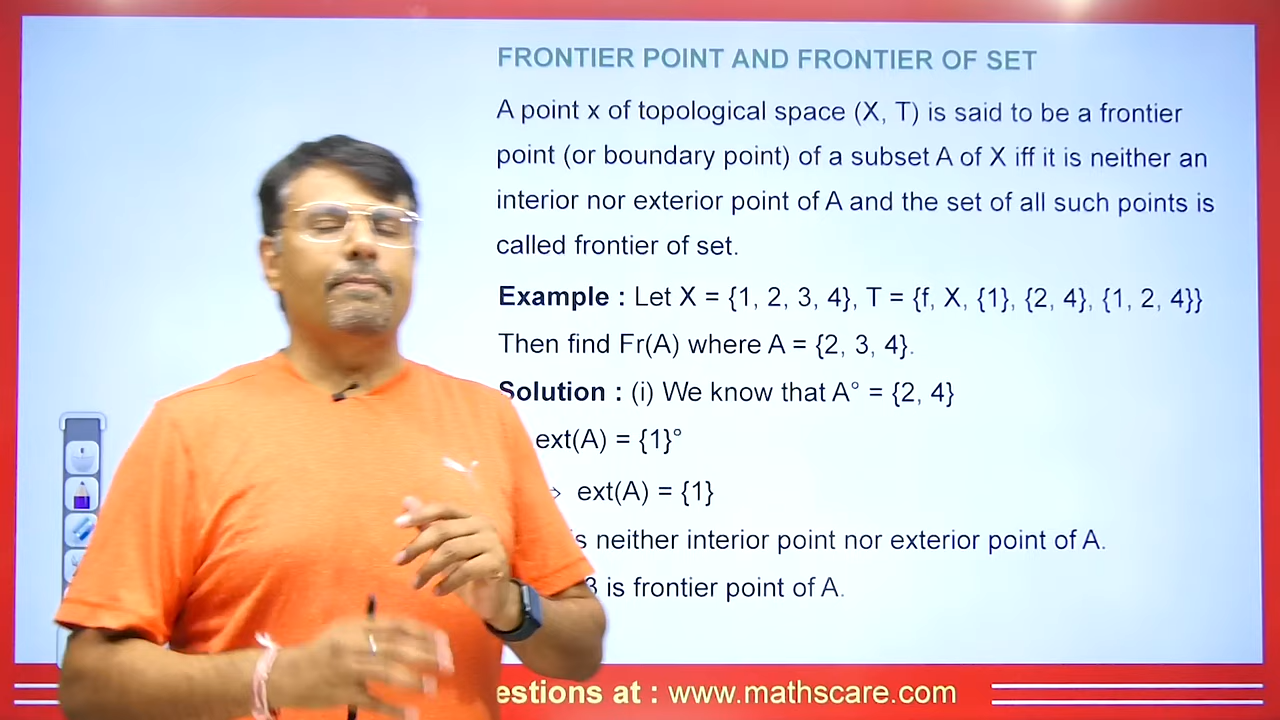 FRONTIER POINT AND FRONTIER OF SET
A point x of topological space (X, T) is said to be a frontier
point (or boundary point) of a subset A of X iff it is neither an
interior nor exterior point of A and the set of all such points is
called frontier of set.
Example : Let X = {1, 2, 3, 4}, T = {f, X, {1}, {2, 4}, {1, 2, 4}}
Then find Fr(A) where A = {2, 3, 4}.
Solution : (i) We know that A° = {2, 4}
ext(A) = {1}°
ext(A) = {1}
neither interior point nor exterior point of A.
3 is frontier point of A.
at : www.mathscare.com